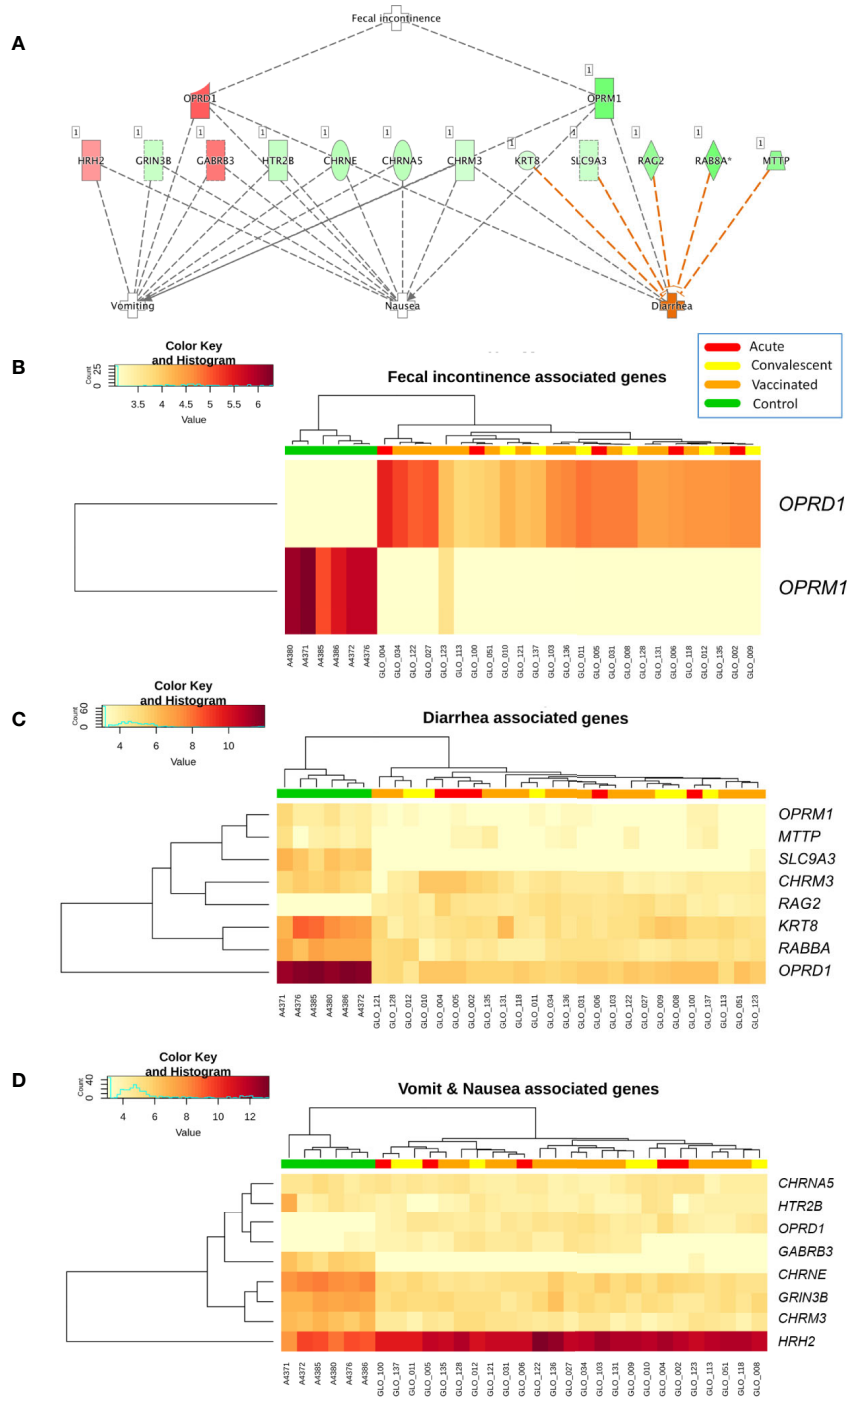 A
Fecal incontinence
1 1
OPRD1 OPRM1
1 1 1 1 1 1 1 1 1 1 1 1
HRH2 GRIN3B GABRB3 HTR2B CHRNE CHRNA5 CHRM3 KRT8 SLC9A3 RAG2 RAB8A* MTTP
Vomiting Nausea Diarrhea
B
Color Key
and Histogram
Count
0 25
3.5 4 4.5 5 5.5 6
Value
Acute
Convalescent
Vaccinated
Control
Fecal incontinence associated genes
OPRD1
OPRM1
A4380 A4371 A4385 A4386 A4372 A4376 GLO_004 GLO_034 GLO_122 GLO_027 GLO_123 GLO_113 GLO_100 GLO_051 GLO_010 GLO_121 GLO_137 GLO_103 GLO_136 GLO_011 GLO_005 GLO_031 GLO_008 GLO_128 GLO_131 GLO_006 GLO_118 GLO_012 GLO_135 GLO_002 GLO_009
C
Color Key
and Histogram
Count
0 60
4 6 8 10
Value
Diarrhea associated genes
OPRM1
MTTP
SLC9A3
CHRM3
RAG2
KRT8
RABBA
OPRD1
A4371 A4376 A4385 A4380 A4386 A4372 GLO_121 GLO_128 GLO_012 GLO_010 GLO_004 GLO_005 GLO_002 GLO_135 GLO_131 GLO_118 GLO_011 GLO_034 GLO_136 GLO_031 GLO_006 GLO_103 GLO_122 GLO_027 GLO_009 GLO_008 GLO_100 GLO_137 GLO_113 GLO_051 GLO_123
D
Color Key
and Histogram
Count
0 40
4 6 8 10 12
Value
Vomit & Nausea associated genes
CHRNA5
HTR2B
OPRD1
GABRB3
CHRNE
GRIN3B
CHRM3
HRH2
A4371 A4372 A4385 A4380 A4376 A4386 GLO_100 GLO_137 GLO_011 GLO_005 GLO_135 GLO_128 GLO_012 GLO_121 GLO_031 GLO_006 GLO_122 GLO_136 GLO_027 GLO_034 GLO_103 GLO_131 GLO_009 GLO_010 GLO_004 GLO_002 GLO_123 GLO_113 GLO_051 GLO_118 GLO_008